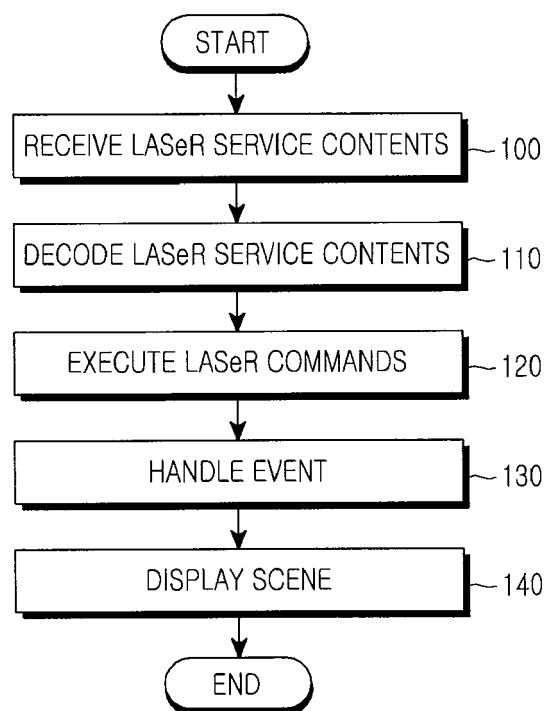 START
RECEIVE LASeR SERVICE CONTENTS 100
DECODE LASeR SERVICE CONTENTS 110
EXECUTE LASeR COMMANDS 120
HANDLE EVENT 130
DISPLAY SCENE 140
END